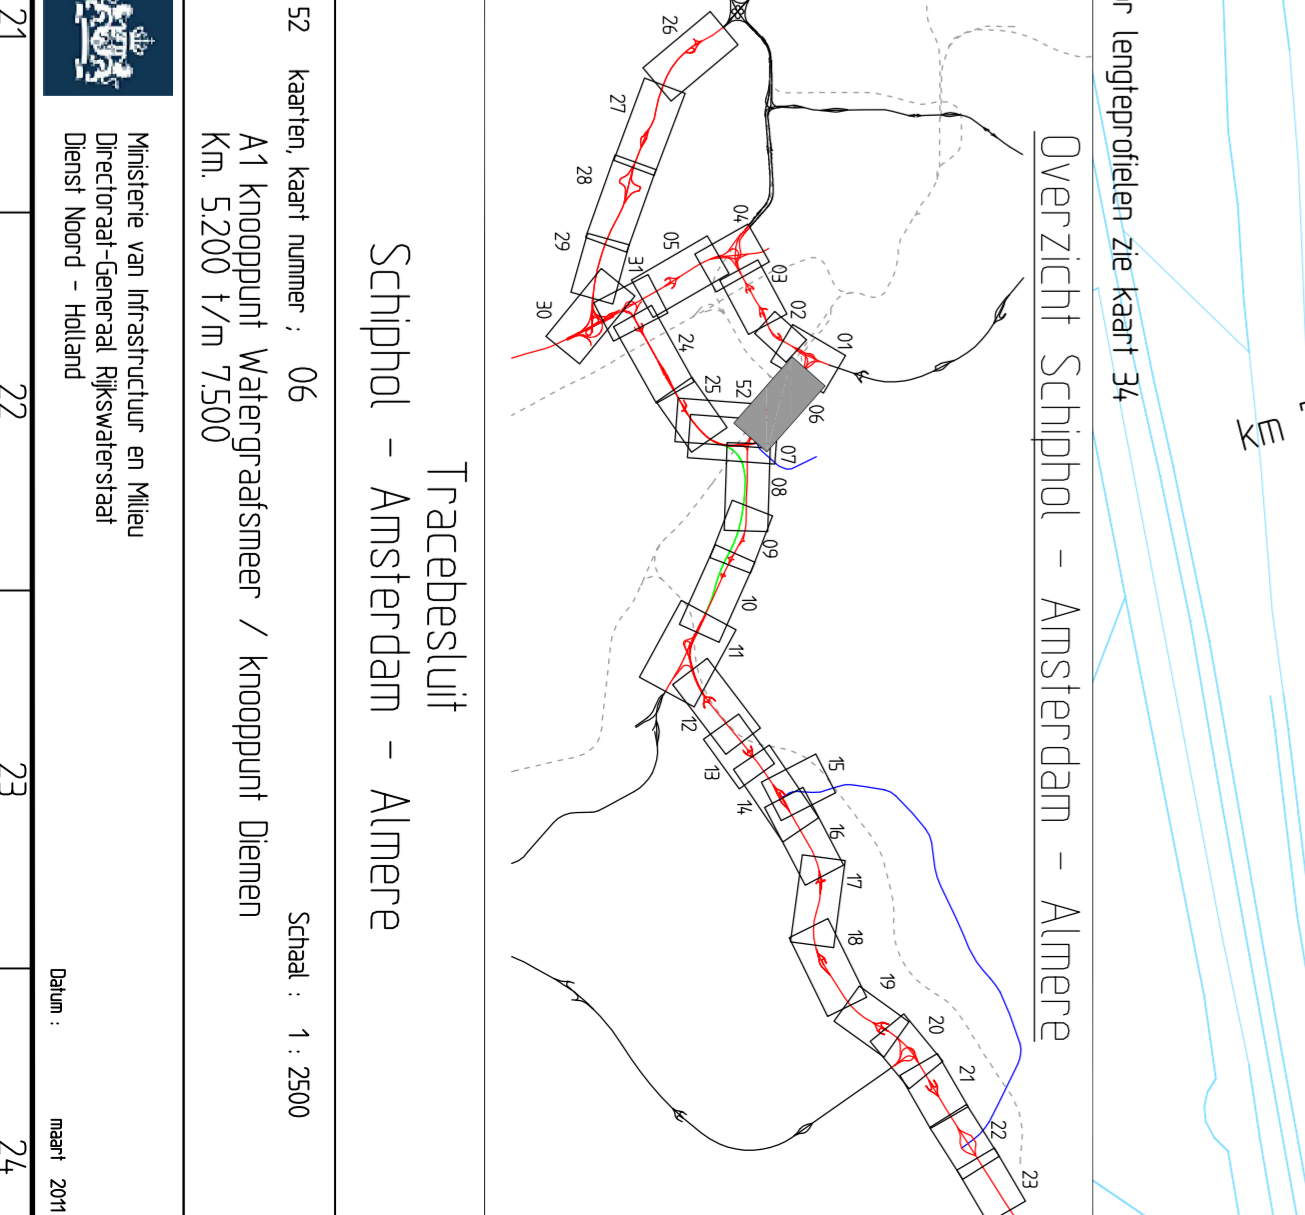 r lengteprofielen zie kaart 34
km
Overzicht Schiphol - Amsterdam - Almere
01
02
03
04
05
06
07
08
09
10
11
12
13
14
15
16
17
18
19
20
21
22
23
24
25
26
27
28
29
30
31
52
Tracebesluit
Schiphol - Amsterdam - Almere
52 kaarten, kaart nummer ; 06 Schaal : 1 : 2500
A1 knooppunt Watergraafsmeer / knooppunt Diemen
Km. 5.200 t/m 7.500
Ministerie van Infrastructuur en Milieu
Directoraat-Generaal Rijkswaterstaat
Dienst Noord - Holland
Datum : maart 2011
21 22 23 24